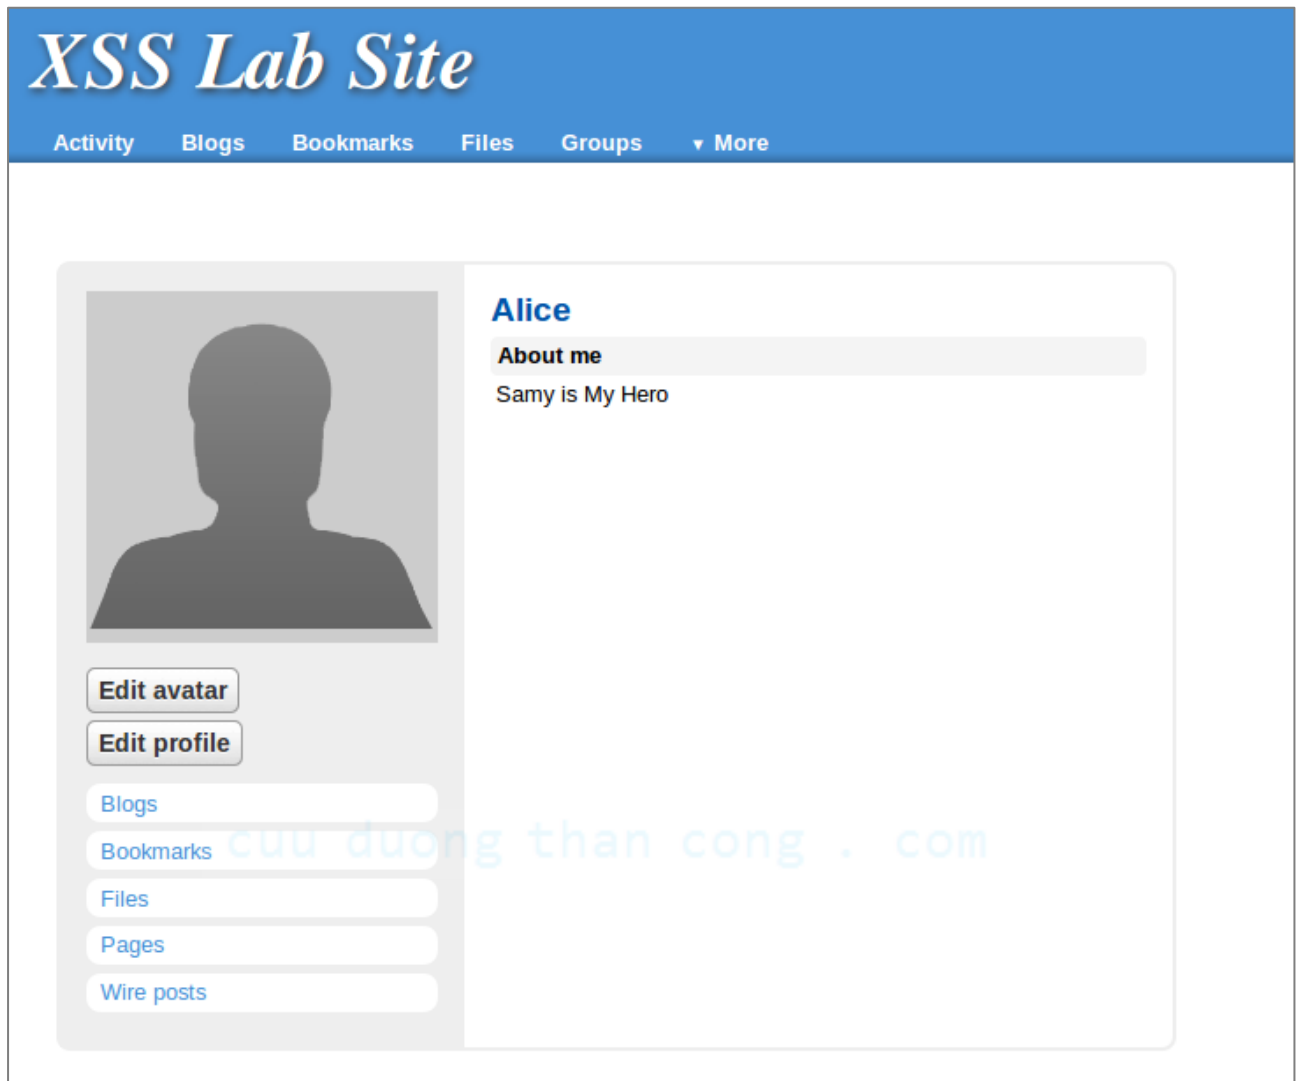 XSS Lab Site
Activity Blogs Bookmarks Files Groups ▼ More
Alice
About me
Samy is My Hero
Edit avatar
Edit profile
Blogs
Bookmarks
Files
Pages
Wire posts
cuu duong than cong . com